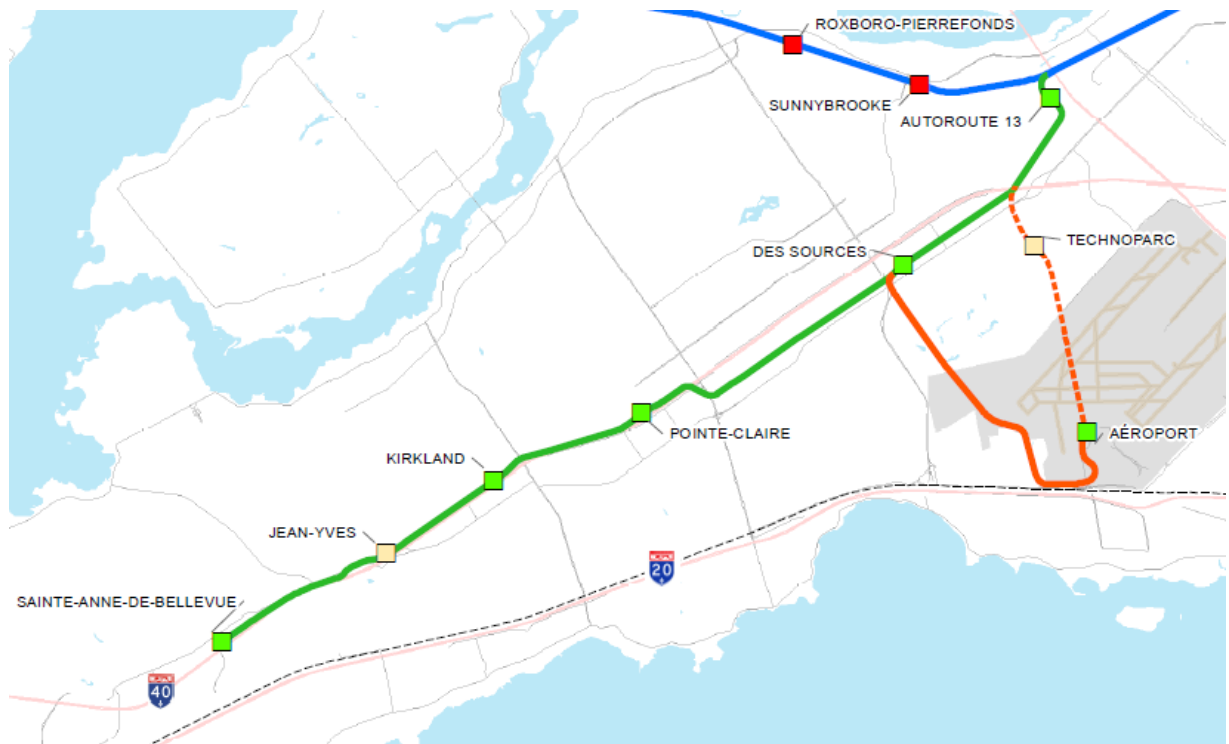 ROXBORO-PIERREFONDS
SUNNYBROOKE
AUTOROUTE 13
TECHNOPARC
DES SOURCES
AÉROPORT
POINTE-CLAIRE
KIRKLAND
JEAN-YVES
20
SAINTE-ANNE-DE-BELLEVUE
40